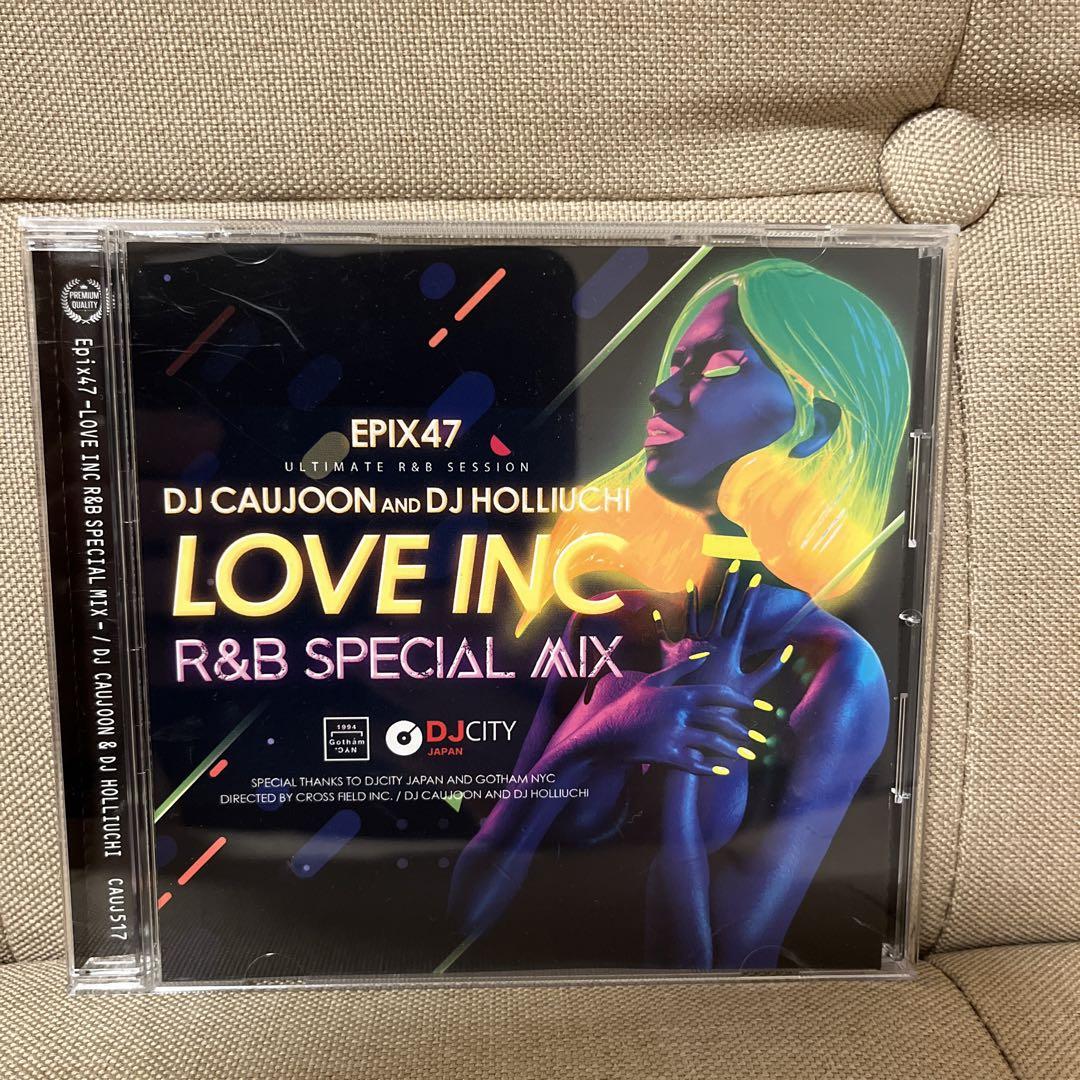 PREMIUM
QUALITY
Epix47 -LOVE INC R&B SPECIAL MIX- / DJ CAUJOON & DJ HOLLIUCHI CAUJ517
EPIX47
ULTIMATE R&B SESSION
DJ CAUJOON AND DJ HOLLIUCHI
LOVE INC
R&B SPECIAL MIX
1994
Gotham
NYC
DJCITY
JAPAN
SPECIAL THANKS TO DJCITY JAPAN AND GOTHAM NYC
DIRECTED BY CROSS FIELD INC. / DJ CAUJOON AND DJ HOLLIUCHI